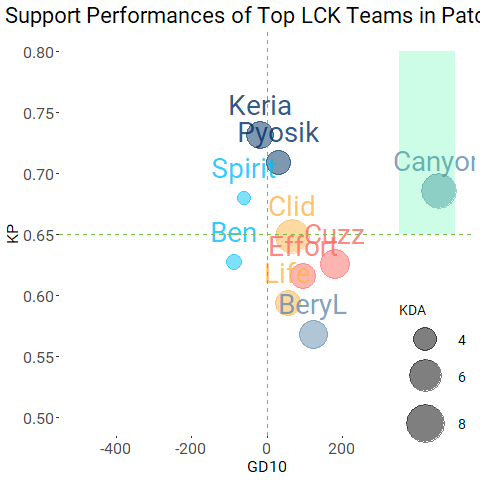 Support Performances of Top LCK Teams in Patc
0.80
0.75
Keria
Pyosik
Canyon
0.70
Spirit
Clid
0.65
Ben
Cuzz
Effort
KP
Life
0.60
BeryL
KDA
4
0.55
6
0.50
8
-400
-200
0
200
GD10